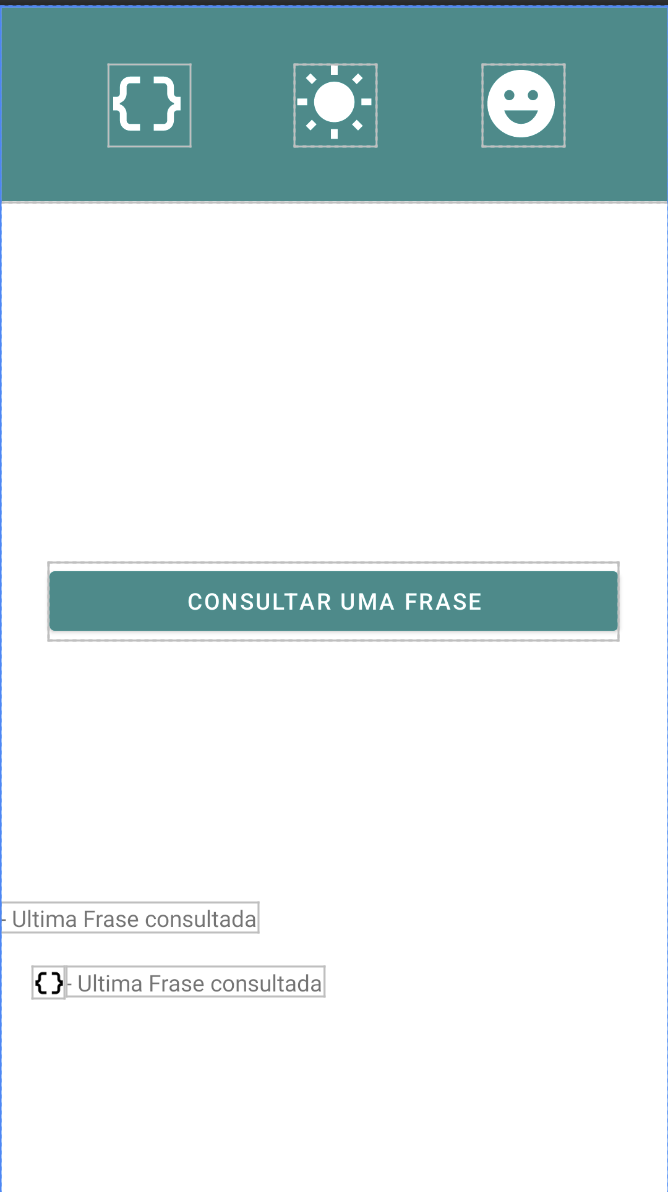 { }
CONSULTAR UMA FRASE
- Ultima Frase consultada
{ } - Ultima Frase consultada